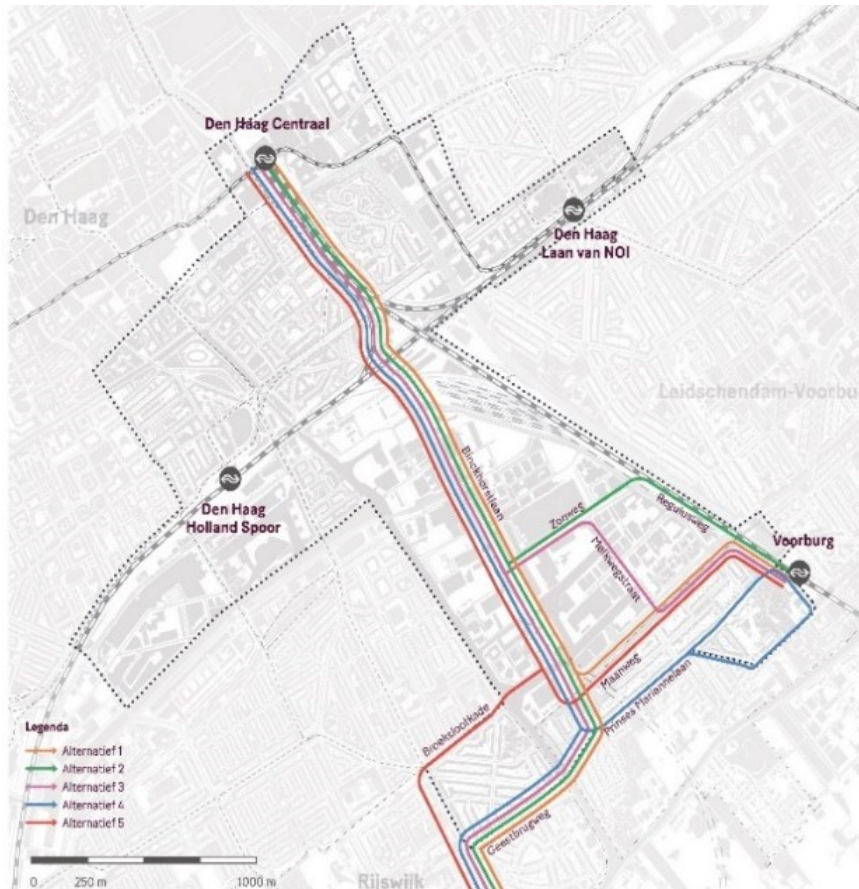 Den Haag Centraal
Den Haag
Den Haag
Laan van NOI
Leidschendam-Voorbu
Binckhorstlaan
Den Haag
Holland Spoor
Zonweg
Regulusweg
Voorburg
Melkwegstraat
Maanweg
Prinses Mariannelaan
Broeksloolkade
Geestbrugweg
Legenda
Alternatief 1
Alternatief 2
Alternatief 3
Alternatief 4
Alternatief 5
0 250 m 1000 m
Rijswijk